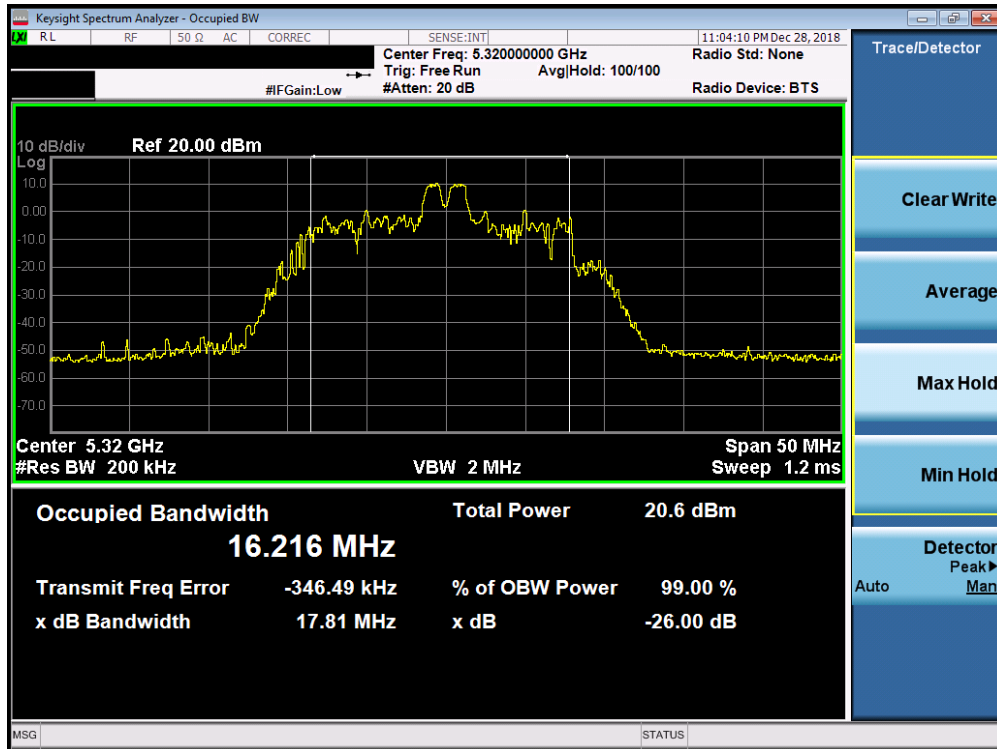 Keysight Spectrum Analyzer - Occupied BW
LXI RL RF 50 Ω AC CORREC SENSE:INT 11:04:10 PM Dec 28, 2018
Center Freq: 5.320000000 GHz Radio Std: None
Trig: Free Run Avg|Hold: 100/100
#IFGain:Low #Atten: 20 dB Radio Device: BTS
10 dB/div Ref 20.00 dBm
Log
10.0
0.00
-10.0
-20.0
-30.0
-40.0
-50.0
-60.0
-70.0
Center 5.32 GHz Span 50 MHz
#Res BW 200 kHz VBW 2 MHz Sweep 1.2 ms
Occupied Bandwidth Total Power 20.6 dBm
16.216 MHz
Transmit Freq Error -346.49 kHz % of OBW Power 99.00 %
x dB Bandwidth 17.81 MHz x dB -26.00 dB
MSG STATUS
Trace/Detector
Clear Write
Average
Max Hold
Min Hold
Detector
Peak▶
Auto Man